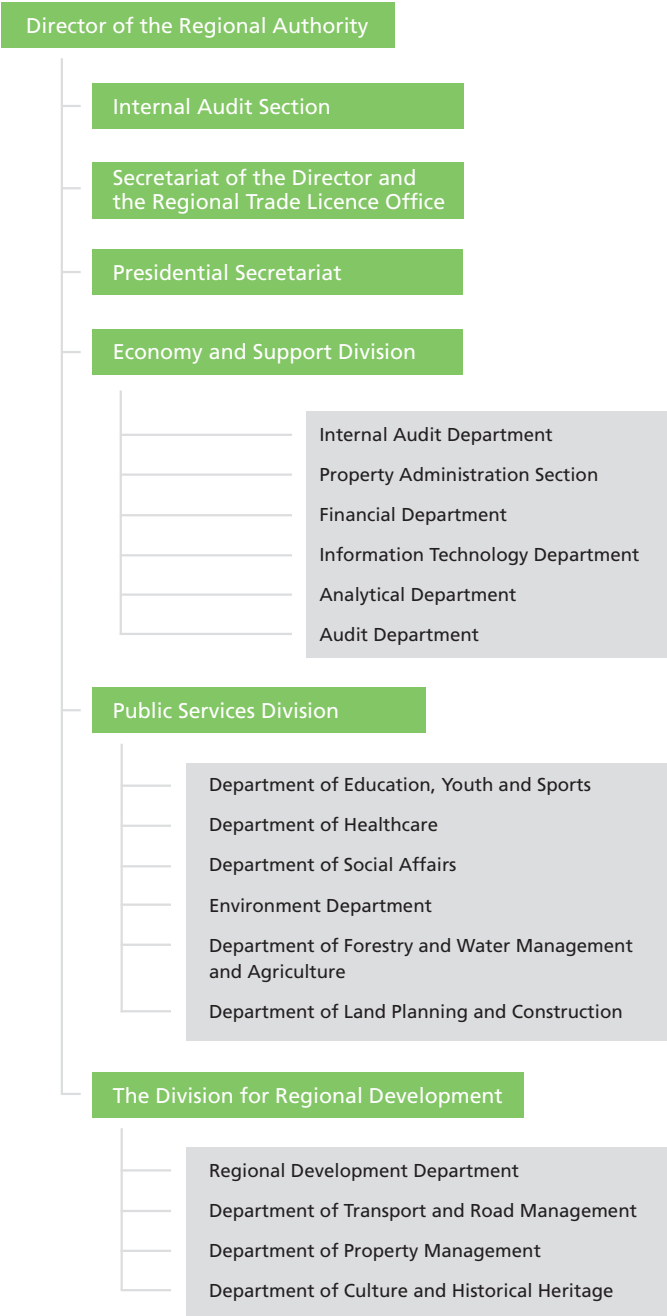 Director of the Regional Authority
Internal Audit Section
Secretariat of the Director and
the Regional Trade Licence Office
Presidential Secretariat
Economy and Support Division
Internal Audit Department
Property Administration Section
Financial Department
Information Technology Department
Analytical Department
Audit Department
Public Services Division
Department of Education, Youth and Sports
Department of Healthcare
Department of Social Affairs
Environment Department
Department of Forestry and Water Management
and Agriculture
Department of Land Planning and Construction
The Division for Regional Development
Regional Development Department
Department of Transport and Road Management
Department of Property Management
Department of Culture and Historical Heritage